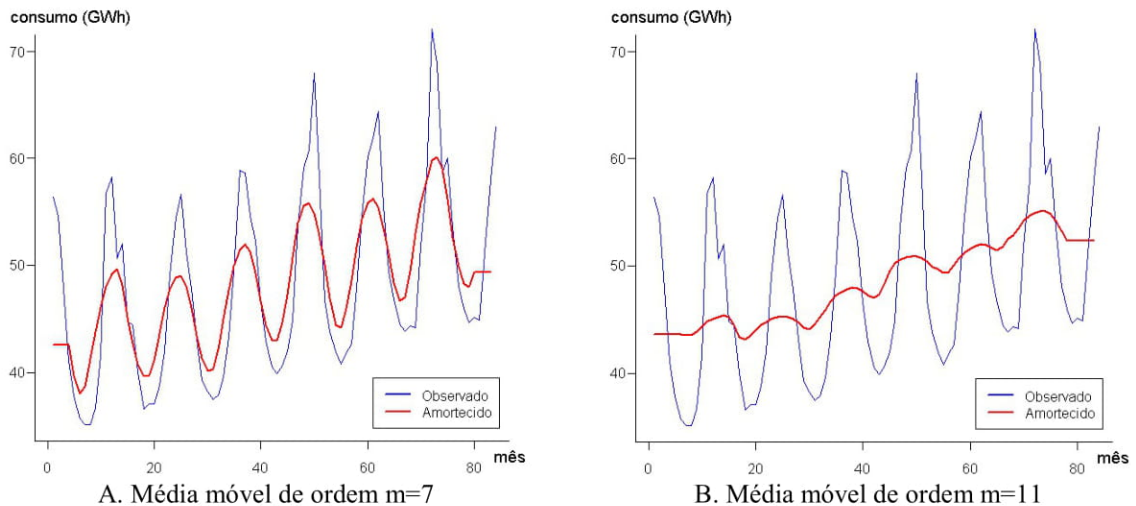 consumo (GWh)
70
60
50
40
0
20
40
60
80
mês
Observado
Amortecido
A. Média móvel de ordem m=7
consumo (GWh)
70
60
50
40
0
20
40
60
80
mês
Observado
Amortecido
B. Média móvel de ordem m=11